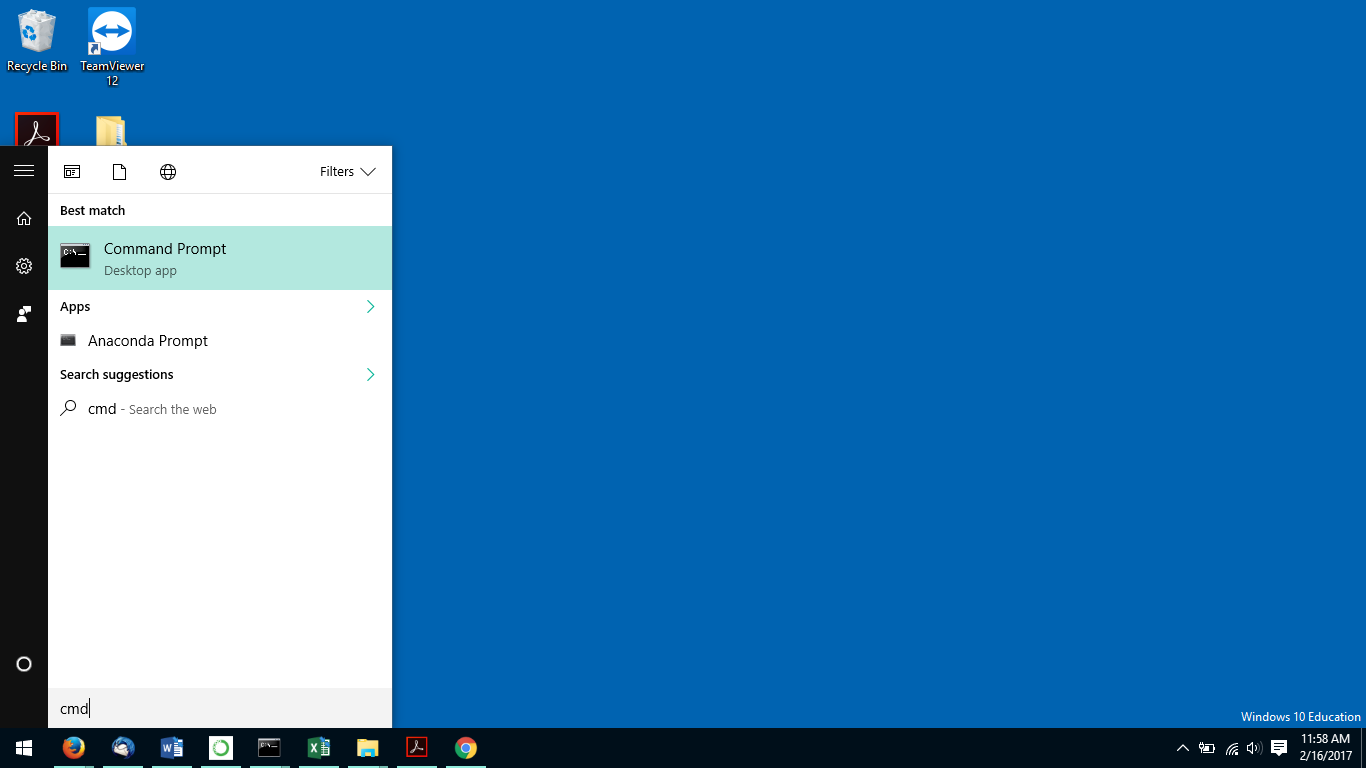 Recycle Bin
TeamViewer
12
Filters
Best match
C:\
Command Prompt
Desktop app
Apps
Anaconda Prompt
Search suggestions
cmd - Search the web
cmd
Windows 10 Education
11:58 AM
2/16/2017